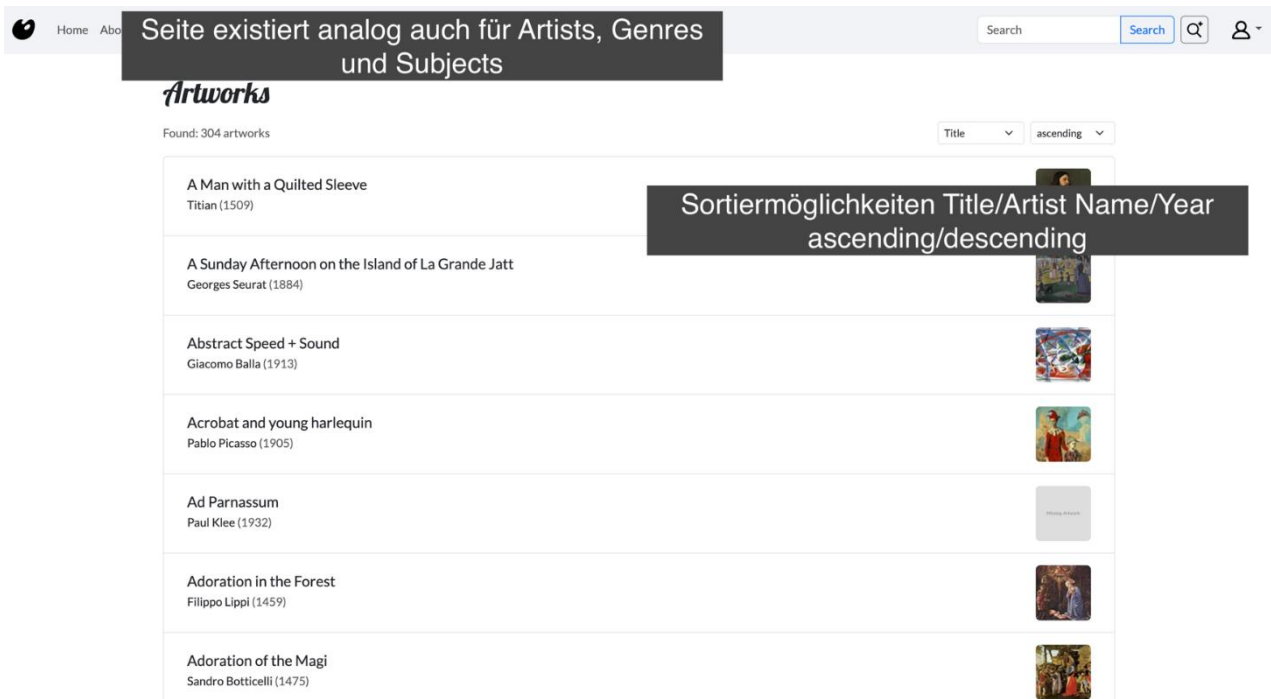 Home Abo
Seite existiert analog auch für Artists, Genres
und Subjects
Search
Search
Artworks
Found: 304 artworks
Title
ascending
A Man with a Quilted Sleeve
Titian (1509)
Sortiermöglichkeiten Title/Artist Name/Year
ascending/descending
A Sunday Afternoon on the Island of La Grande Jatt
Georges Seurat (1884)
Abstract Speed + Sound
Giacomo Balla (1913)
Acrobat and young harlequin
Pablo Picasso (1905)
Ad Parnassum
Paul Klee (1932)
Adoration in the Forest
Filippo Lippi (1459)
Adoration of the Magi
Sandro Botticelli (1475)